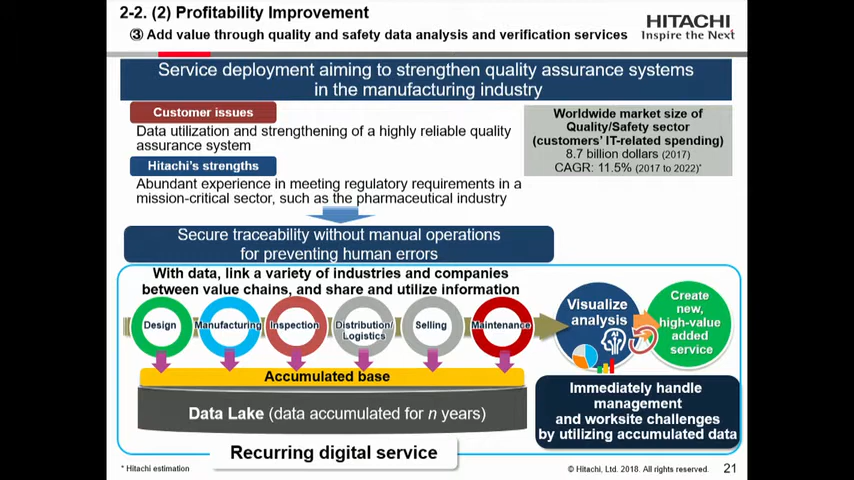 2-2. (2) Profitability Improvement
③ Add value through quality and safety data analysis and verification services
HITACHI
Inspire the Next
Service deployment aiming to strengthen quality assurance systems
in the manufacturing industry
Customer issues
Data utilization and strengthening of a highly reliable quality
assurance system
Hitachi's strengths
Abundant experience in meeting regulatory requirements in a
mission-critical sector, such as the pharmaceutical industry
Worldwide market size of
Quality/Safety sector
(customers' IT-related spending)
8.7 billion dollars (2017)
CAGR: 11.5% (2017 to 2022)*
Secure traceability without manual operations
for preventing human errors
With data, link a variety of industries and companies
between value chains, and share and utilize information
Design
Manufacturing
Inspection
Distribution/
Logistics
Selling
Maintenance
Visualize
analysis
Create
new,
high-value
added
service
Accumulated base
Data Lake (data accumulated for n years)
Recurring digital service
Immediately handle
management
and worksite challenges
by utilizing accumulated data
* Hitachi estimation
© Hitachi, Ltd. 2018. All rights reserved.
21